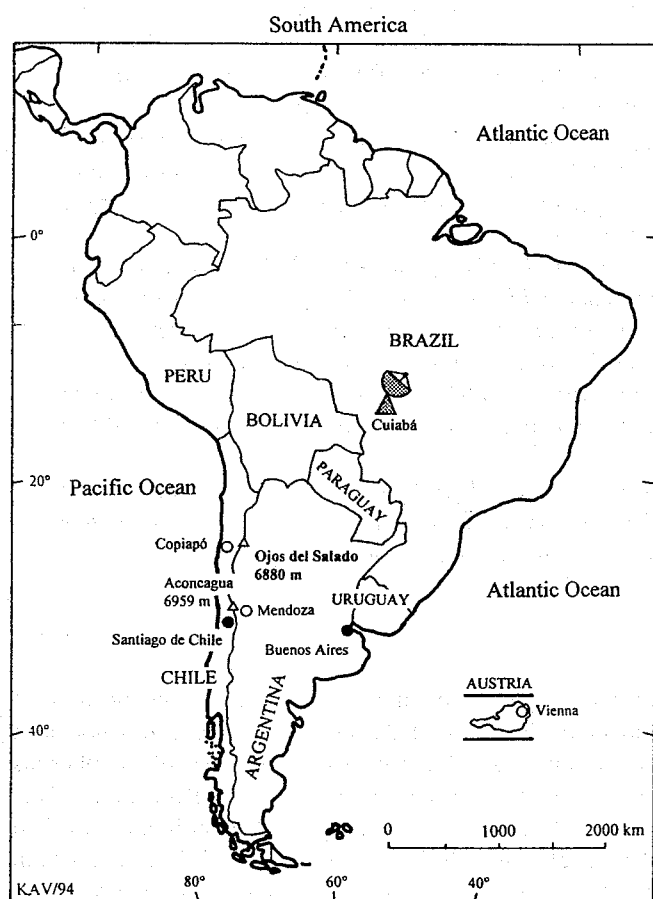 South America
Atlantic Ocean
0°
BRAZIL
PERU
Cuiabá
BOLIVIA
PARAGUAY
20°
Pacific Ocean
Copiapó
Ojos del Salado
6880 m
Aconcagua
6959 m
Mendoza
URUGUAY
Atlantic Ocean
Santiago de Chile
Buenos Aires
CHILE
ARGENTINA
AUSTRIA
Vienna
40°
0 1000 2000 km
KAV/94
80° 60° 40°